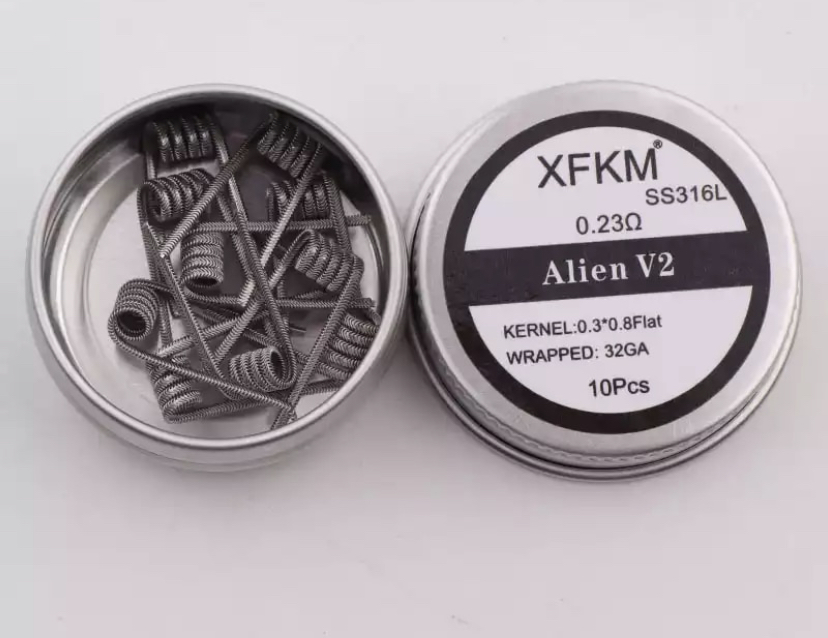 XFKM®
SS316L
0.23Ω
Alien V2
KERNEL:0.3*0.8Flat
WRAPPED: 32GA
10Pcs